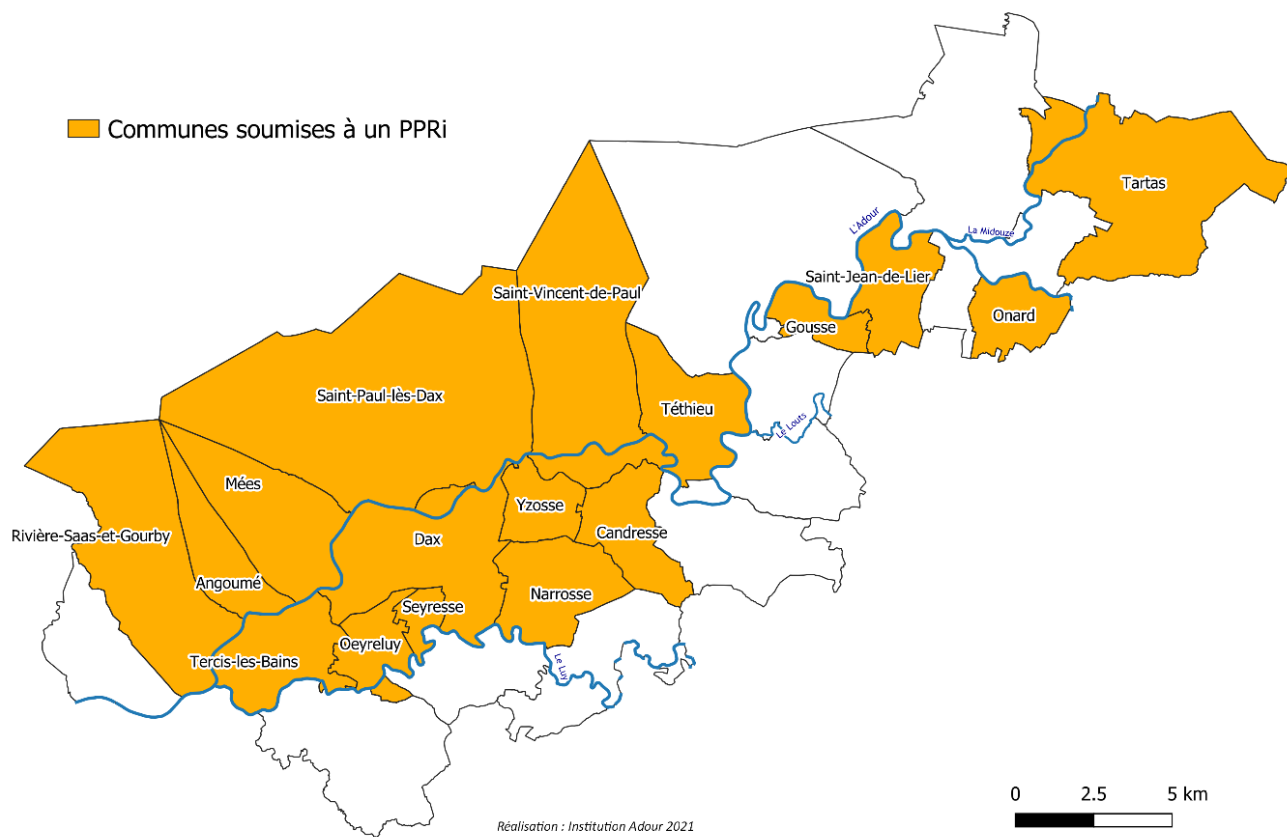 Communes soumises à un PPRi
Tartas
L'Adour
La Midouze
Saint-Jean-de-Lier
Saint-Vincent-de-Paul
Onard
Gousse
Saint-Paul-lès-Dax
Téthieu
Le Louts
Mées
Yzosse
Rivière-Saas-et-Gourby
Dax
Candresse
Angoumé
Narrosse
Seyresse
Oeyreluy
Tercis-les-Bains
Le Luy
0 2.5 5 km
Réalisation : Institution Adour 2021